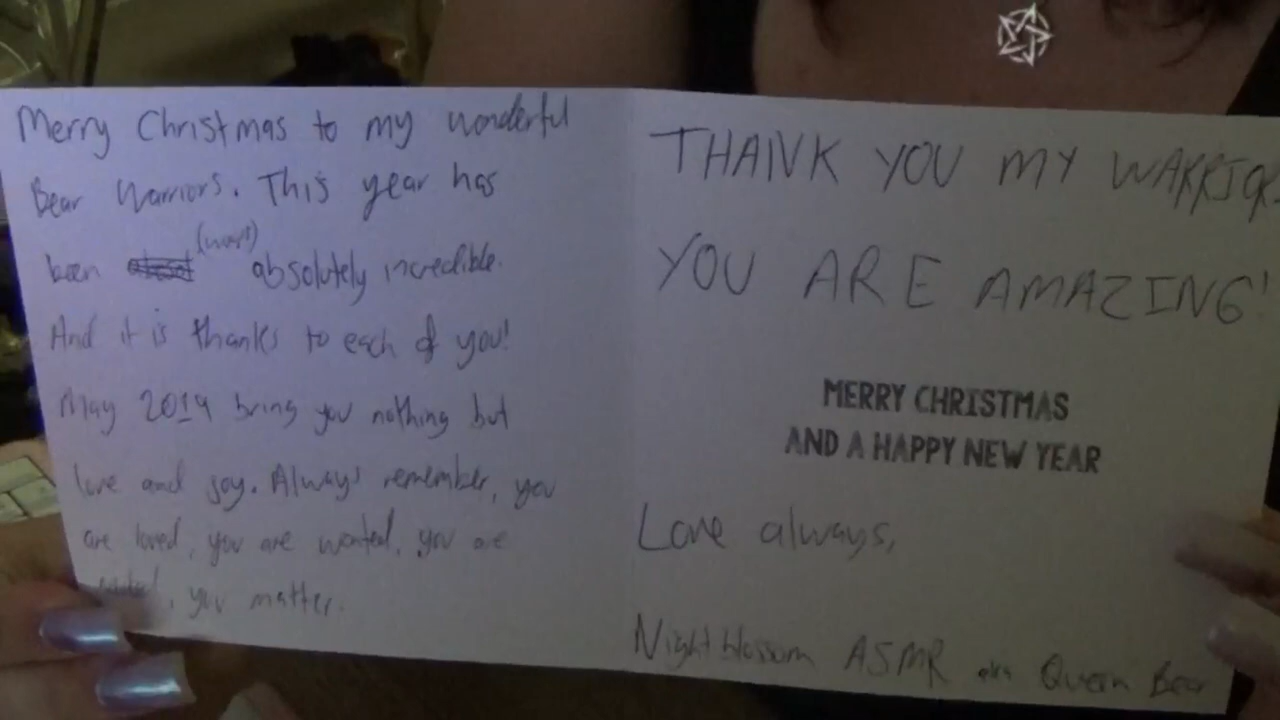 Merry Christmas to my wonderful
Bear Warriors. This year has
been absolutely incredible.
And it is thanks to each of you!
May 2019 bring you nothing but
love and joy. Always remember, you
are loved, you are wanted, you are
, you matter.
THANK YOU MY WARRIORS
YOU ARE AMAZING!
MERRY CHRISTMAS
AND A HAPPY NEW YEAR
Love always,
Nightblossom ASMR aka Queen Bear